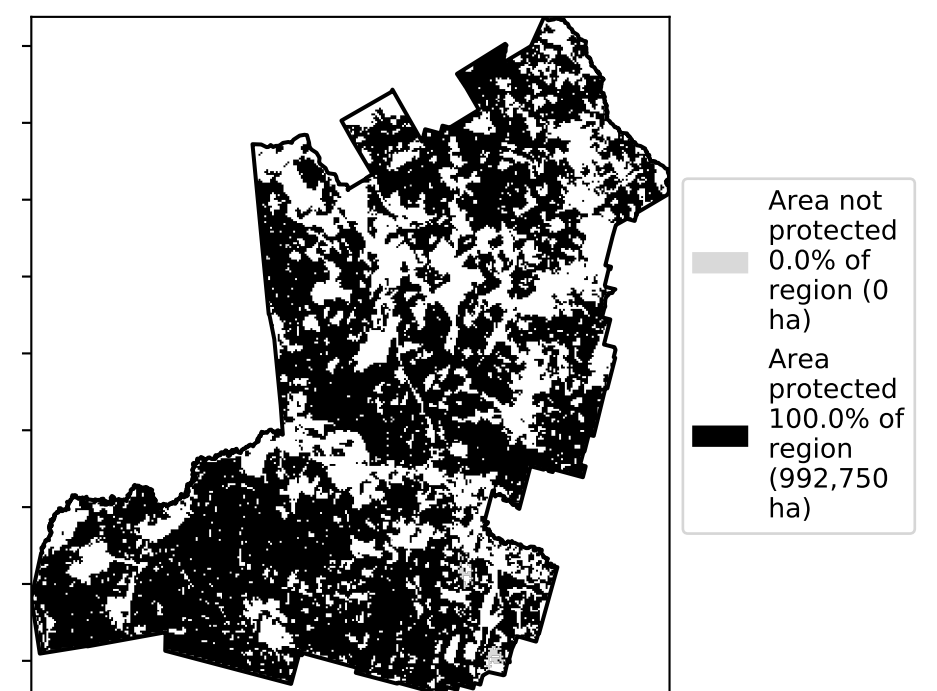 Area not
protected
0.0% of
region (0
ha)
Area
protected
100.0% of
region
(992,750
ha)